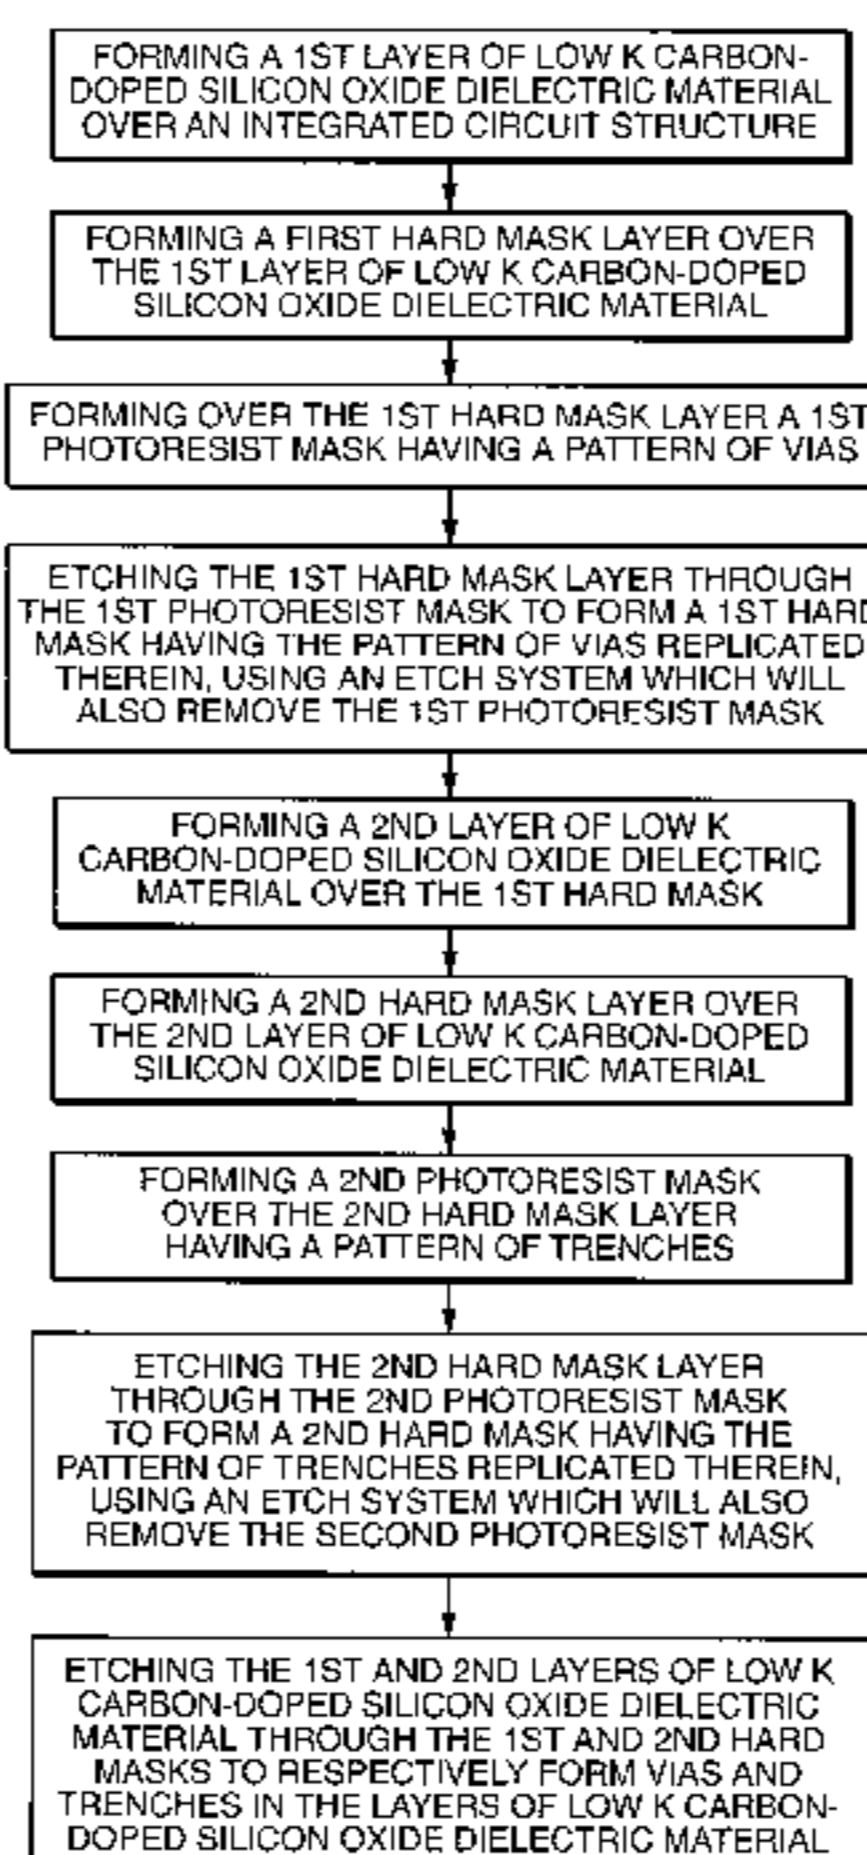 FORMING A 1ST LAYER OF LOW K CARBON-
DOPED SILICON OXIDE DIELECTRIC MATERIAL
OVER AN INTEGRATED CIRCUIT STRUCTURE
FORMING A FIRST HARD MASK LAYER OVER
THE 1ST LAYER OF LOW K CARBON-DOPED
SILICON OXIDE DIELECTRIC MATERIAL
FORMING OVER THE 1ST HARD MASK LAYER A 1ST
PHOTORESIST MASK HAVING A PATTERN OF VIAS
ETCHING THE 1ST HARD MASK LAYER THROUGH
THE 1ST PHOTORESIST MASK TO FORM A 1ST HARD
MASK HAVING THE PATTERN OF VIAS REPLICATED
THEREIN, USING AN ETCH SYSTEM WHICH WILL
ALSO REMOVE THE 1ST PHOTORESIST MASK
FORMING A 2ND LAYER OF LOW K
CARBON-DOPED SILICON OXIDE DIELECTRIC
MATERIAL OVER THE 1ST HARD MASK
FORMING A 2ND HARD MASK LAYER OVER
THE 2ND LAYER OF LOW K CARBON-DOPED
SILICON OXIDE DIELECTRIC MATERIAL
FORMING A 2ND PHOTORESIST MASK
OVER THE 2ND HARD MASK LAYER
HAVING A PATTERN OF TRENCHES
ETCHING THE 2ND HARD MASK LAYER
THROUGH THE 2ND PHOTORESIST MASK
TO FORM A 2ND HARD MASK HAVING THE
PATTERN OF TRENCHES REPLICATED THEREIN,
USING AN ETCH SYSTEM WHICH WILL ALSO
REMOVE THE SECOND PHOTORESIST MASK
ETCHING THE 1ST AND 2ND LAYERS OF LOW K
CARBON-DOPED SILICON OXIDE DIELECTRIC
MATERIAL THROUGH THE 1ST AND 2ND HARD
MASKS TO RESPECTIVELY FORM VIAS AND
TRENCHES IN THE LAYERS OF LOW K CARBON-
DOPED SILICON OXIDE DIELECTRIC MATERIAL